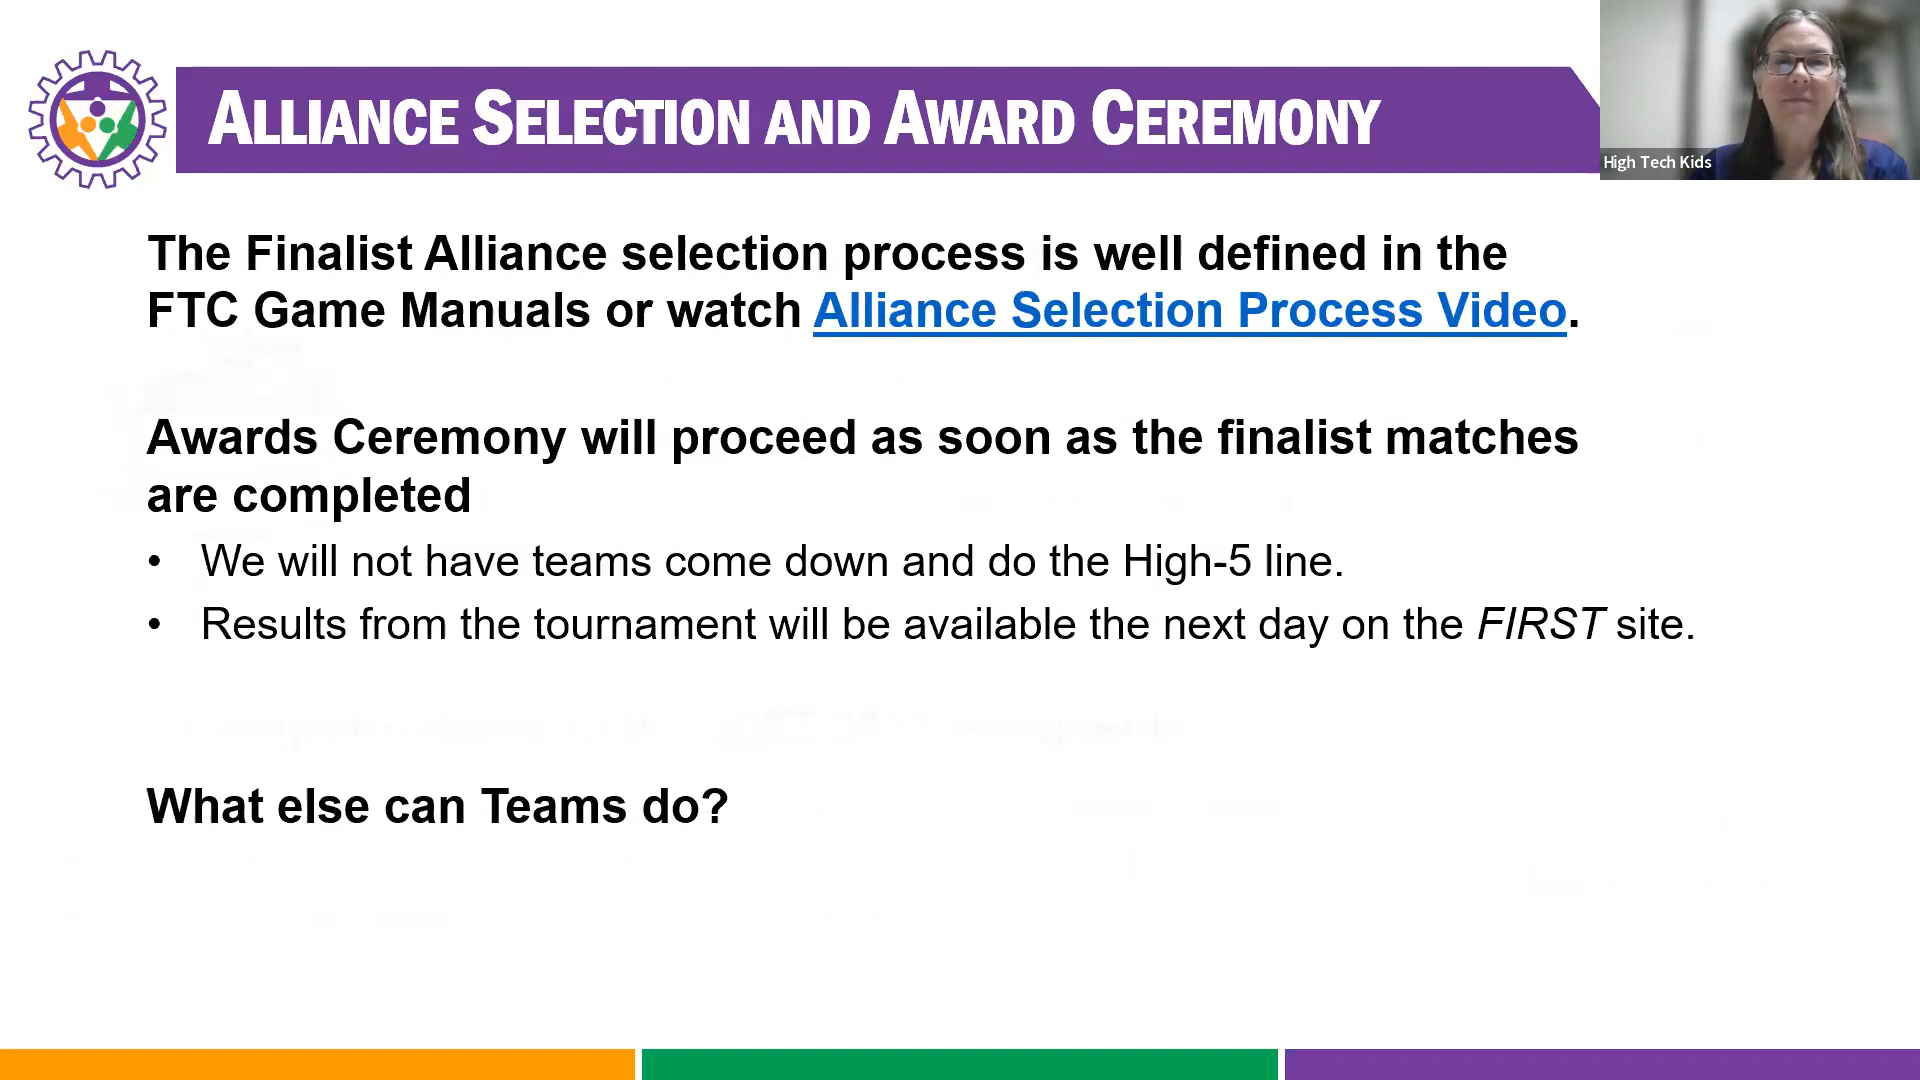 ALLIANCE SELECTION AND AWARD CEREMONY
High Tech Kids
The Finalist Alliance selection process is well defined in the
FTC Game Manuals or watch Alliance Selection Process Video.
Awards Ceremony will proceed as soon as the finalist matches
are completed
• We will not have teams come down and do the High-5 line.
• Results from the tournament will be available the next day on the FIRST site.
What else can Teams do?